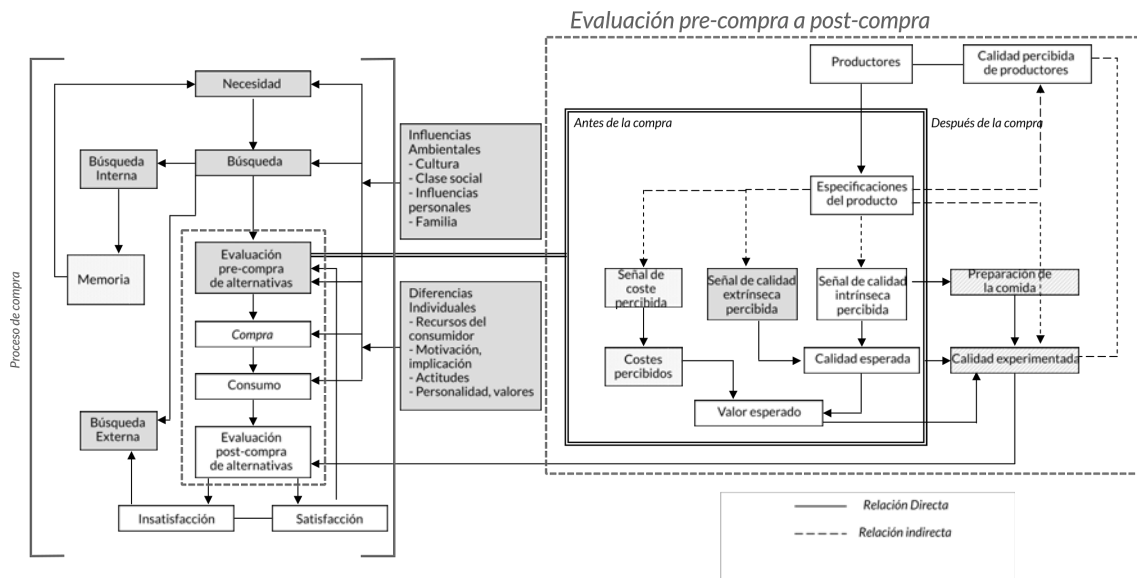 Evaluación pre-compra a post-compra
Proceso de compra
Necesidad
Búsqueda
Interna
Búsqueda
Memoria
Evaluación
pre-compra
de alternativas
Compra
Consumo
Búsqueda
Externa
Evaluación
post-compra
de alternativas
Insatisfacción
Satisfacción
Influencias
Ambientales
- Cultura
- Clase social
- Influencias
personales
- Familia
Diferencias
Individuales
- Recursos del
consumidor
- Motivación,
implicación
- Actitudes
- Personalidad, valores
Productores
Calidad percibida
de productores
Antes de la compra
Después de la compra
Especificaciones
del producto
Señal de
coste
percibida
Señal de calidad
extrínseca
percibida
Señal de calidad
intrínseca
percibida
Preparación de
la comida
Costes
percibidos
Calidad esperada
Calidad experimentada
Valor esperado
Relación Directa
Relación indirecta